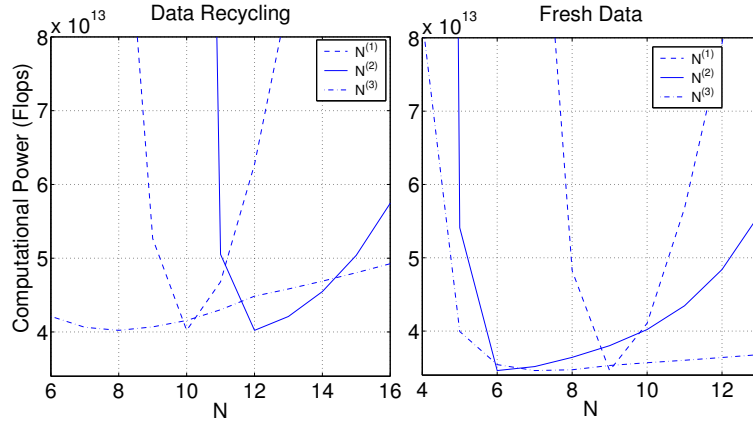 Data Recycling
Fresh Data
x 10^13
8
7
6
5
4
Computational Power (Flops)
6 8 10 12 14 16
N
N^(1)
N^(2)
N^(3)
x 10^13
8
7
6
5
4
4 6 8 10 12
N
N^(1)
N^(2)
N^(3)